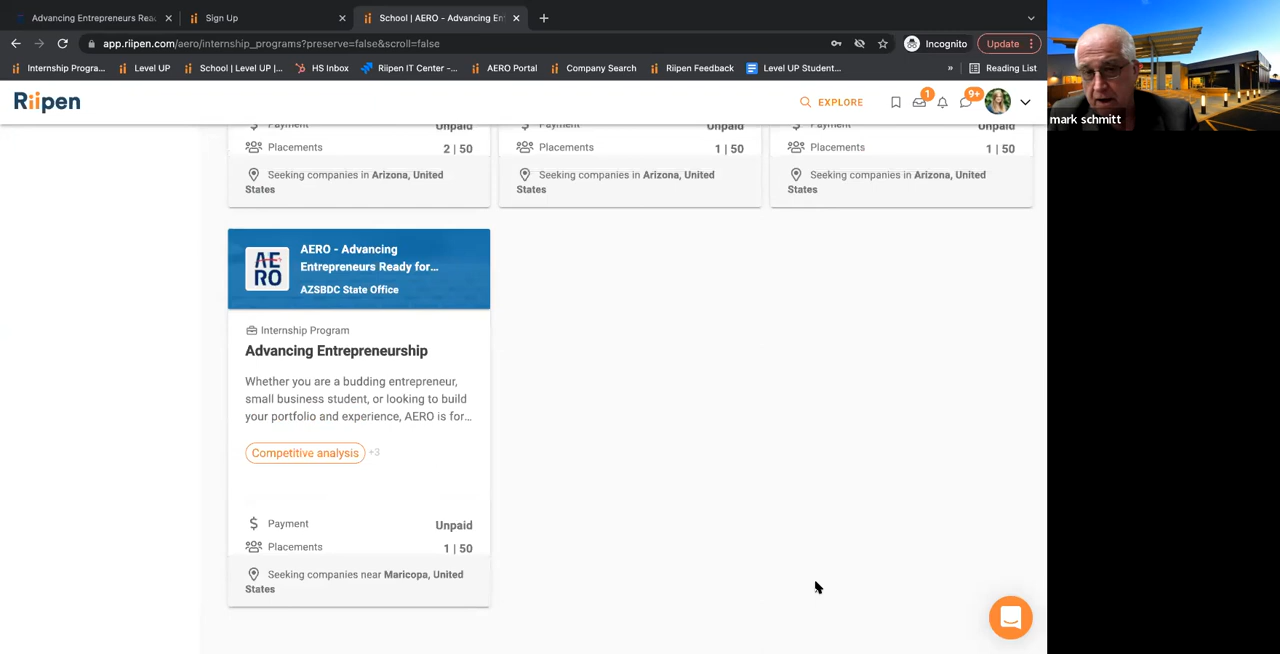 Advancing Entrepreneurs Rea
Sign Up
School | AERO - Advancing En
app.riipen.com/aero/internship_programs?preserve=false&scroll=false
Incognito
Update
Internship Progra...
Level UP
School | Level UP |...
HS Inbox
Riipen IT Center -...
AERO Portal
Company Search
Riipen Feedback
Level UP Student...
»
Reading List
Riipen
EXPLORE
1
9+
mark schmitt
Payment Unpaid
Placements 2 | 50
Seeking companies in Arizona, United
States
Payment Unpaid
Placements 1 | 50
Seeking companies in Arizona, United
States
Payment Unpaid
Placements 1 | 50
Seeking companies in Arizona, United
States
AE
RO
AERO - Advancing
Entrepreneurs Ready for...
AZSBDC State Office
Internship Program
Advancing Entrepreneurship
Whether you are a budding entrepreneur,
small business student, or looking to build
your portfolio and experience, AERO is for...
Competitive analysis +3
$ Payment Unpaid
Placements 1 | 50
Seeking companies near Maricopa, United
States